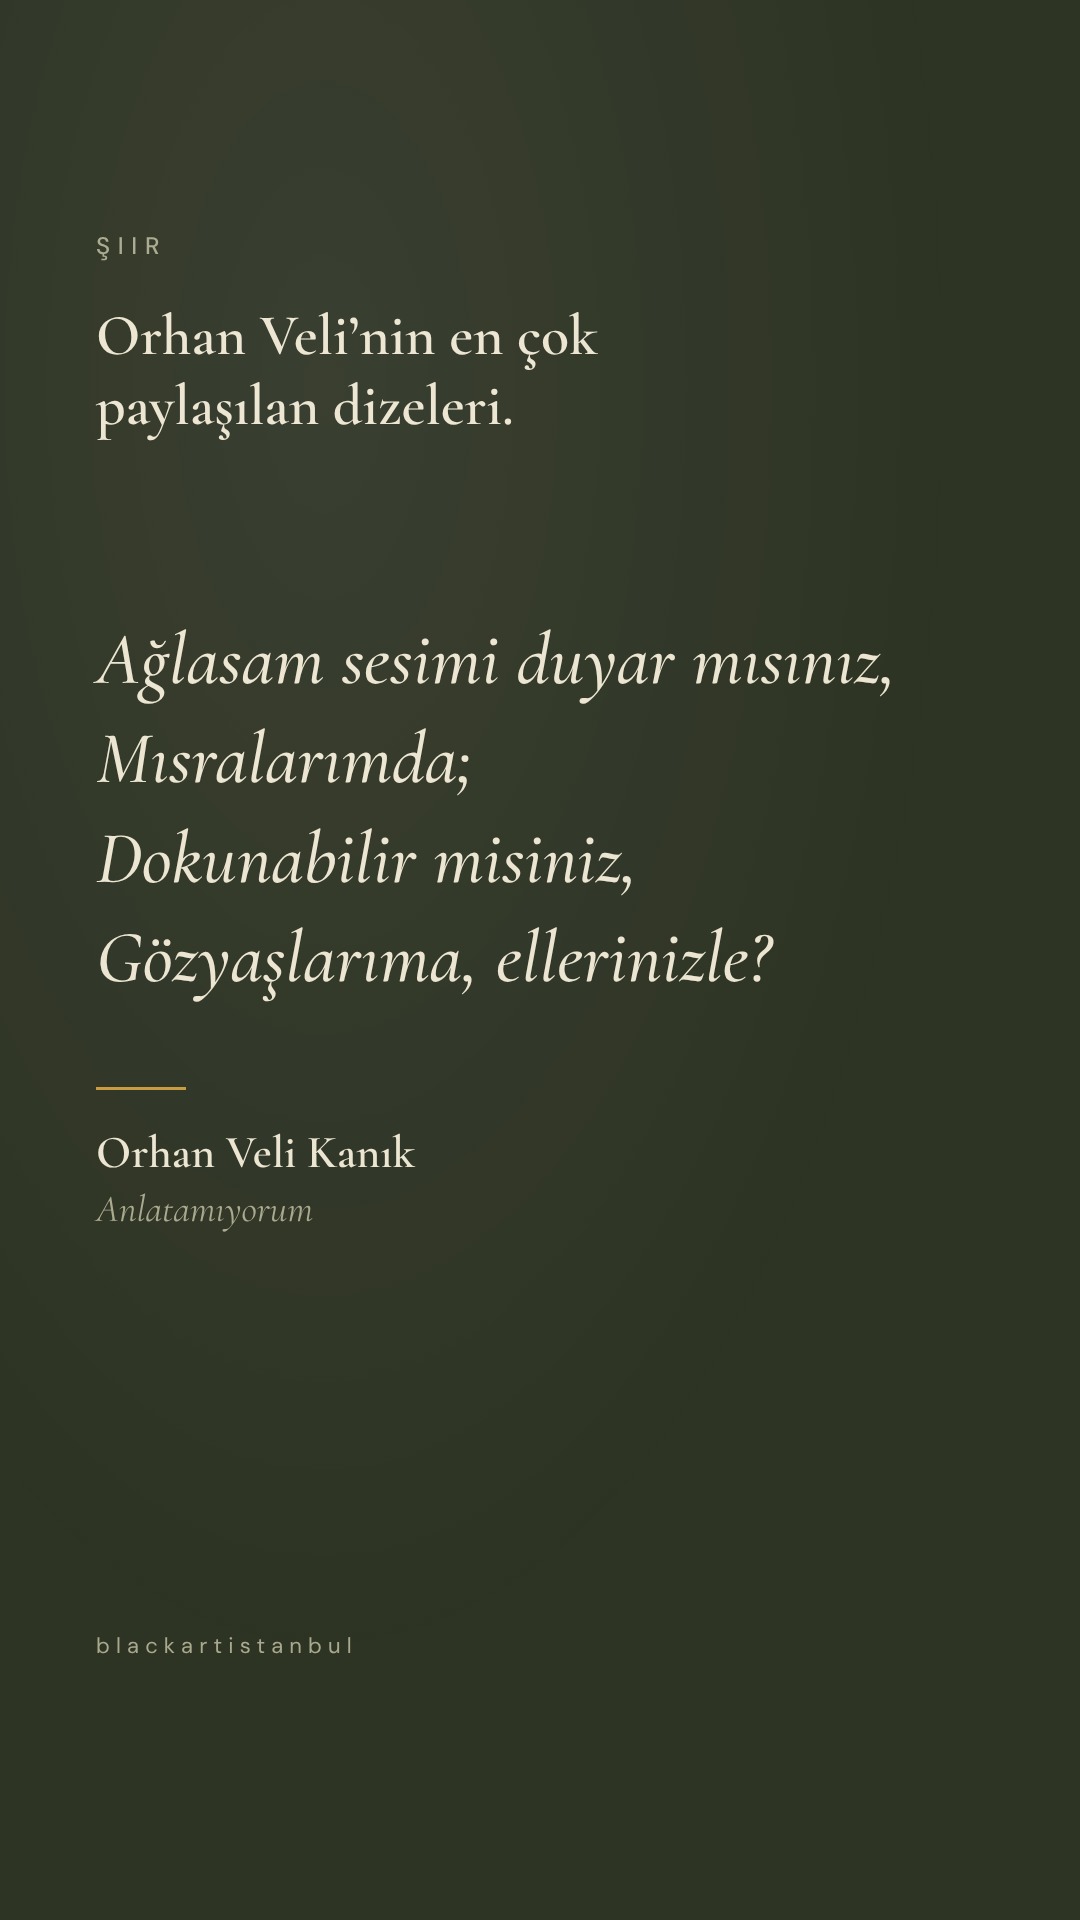 ŞIIR
Orhan Veli’nin en çok
paylaşılan dizeleri.
Ağlasam sesimi duyar mısınız,
Mısralarımda;
Dokunabilir misiniz,
Gözyaşlarıma, ellerinizle?
Orhan Veli Kanık
Anlatamıyorum
blackartistanbul